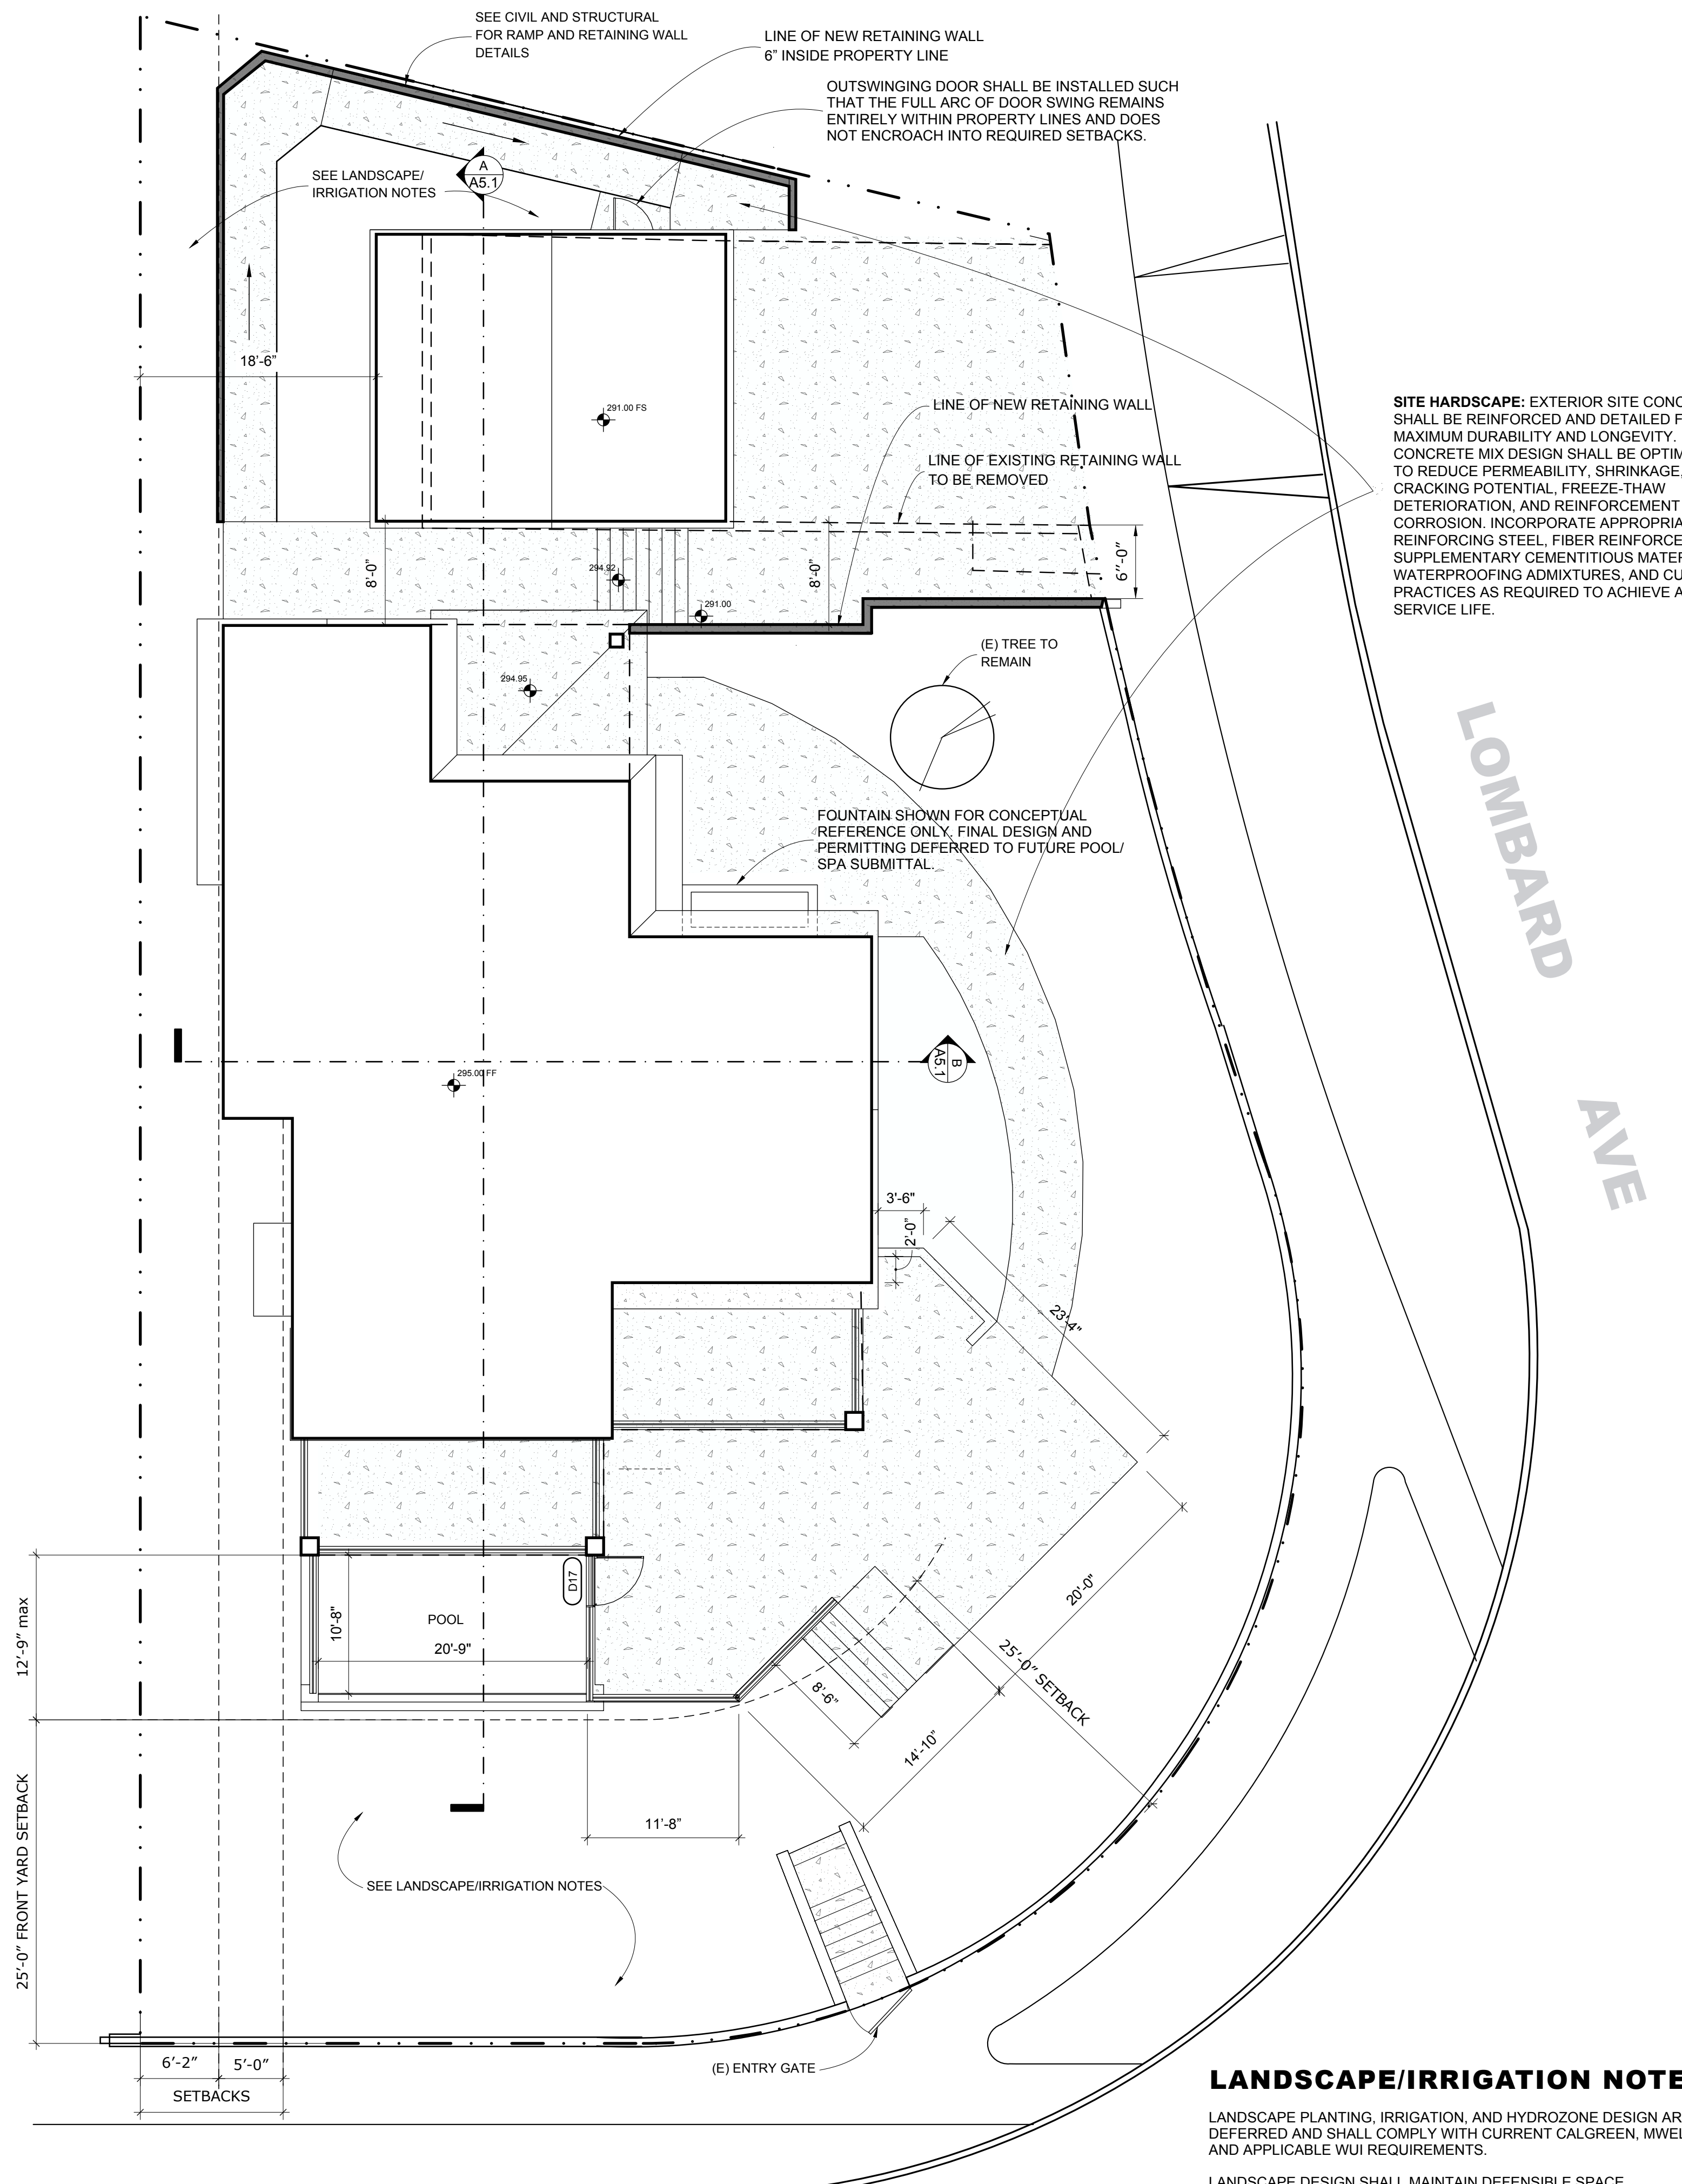 SEE CIVIL AND STRUCTURAL
FOR RAMP AND RETAINING WALL
DETAILS
LINE OF NEW RETAINING WALL
6” INSIDE PROPERTY LINE
OUTSWINGING DOOR SHALL BE INSTALLED SUCH
THAT THE FULL ARC OF DOOR SWING REMAINS
ENTIRELY WITHIN PROPERTY LINES AND DOES
NOT ENCROACH INTO REQUIRED SETBACKS.
SEE LANDSCAPE/
IRRIGATION NOTES
A
A5.1
18'-6"
291.00 FS
LINE OF NEW RETAINING WALL
LINE OF EXISTING RETAINING WALL
TO BE REMOVED
SITE HARDSCAPE: EXTERIOR SITE CONC
SHALL BE REINFORCED AND DETAILED F
MAXIMUM DURABILITY AND LONGEVITY.
CONCRETE MIX DESIGN SHALL BE OPTIM
TO REDUCE PERMEABILITY, SHRINKAGE,
CRACKING POTENTIAL, FREEZE-THAW
DETERIORATION, AND REINFORCEMENT
CORROSION. INCORPORATE APPROPRIA
REINFORCING STEEL, FIBER REINFORCE
SUPPLEMENTARY CEMENTITIOUS MATER
WATERPROOFING ADMIXTURES, AND CU
PRACTICES AS REQUIRED TO ACHIEVE A
SERVICE LIFE.
8'-0"
294.92
8'-0"
6''-0''
291.00
(E) TREE TO
REMAIN
294.95
LOMBARD
AVE
FOUNTAIN SHOWN FOR CONCEPTUAL
REFERENCE ONLY. FINAL DESIGN AND
PERMITTING DEFERRED TO FUTURE POOL/
SPA SUBMITTAL.
B
A5.1
295.00 FF
3'-6"
2'-0"
23'-4"
D17
10'-8"
POOL
20'-9"
12’-9” max
20'-0"
25’-0” SETBACK
8'-6"
14'-10"
11'-8"
25’-0” FRONT YARD SETBACK
SEE LANDSCAPE/IRRIGATION NOTES
6’-2”
5’-0”
SETBACKS
(E) ENTRY GATE
LANDSCAPE/IRRIGATION NOTE
LANDSCAPE PLANTING, IRRIGATION, AND HYDROZONE DESIGN AR
DEFERRED AND SHALL COMPLY WITH CURRENT CALGREEN, MWEL
AND APPLICABLE WUI REQUIREMENTS.
LANDSCAPE DESIGN SHALL MAINTAIN DEFENSIBLE SPACE